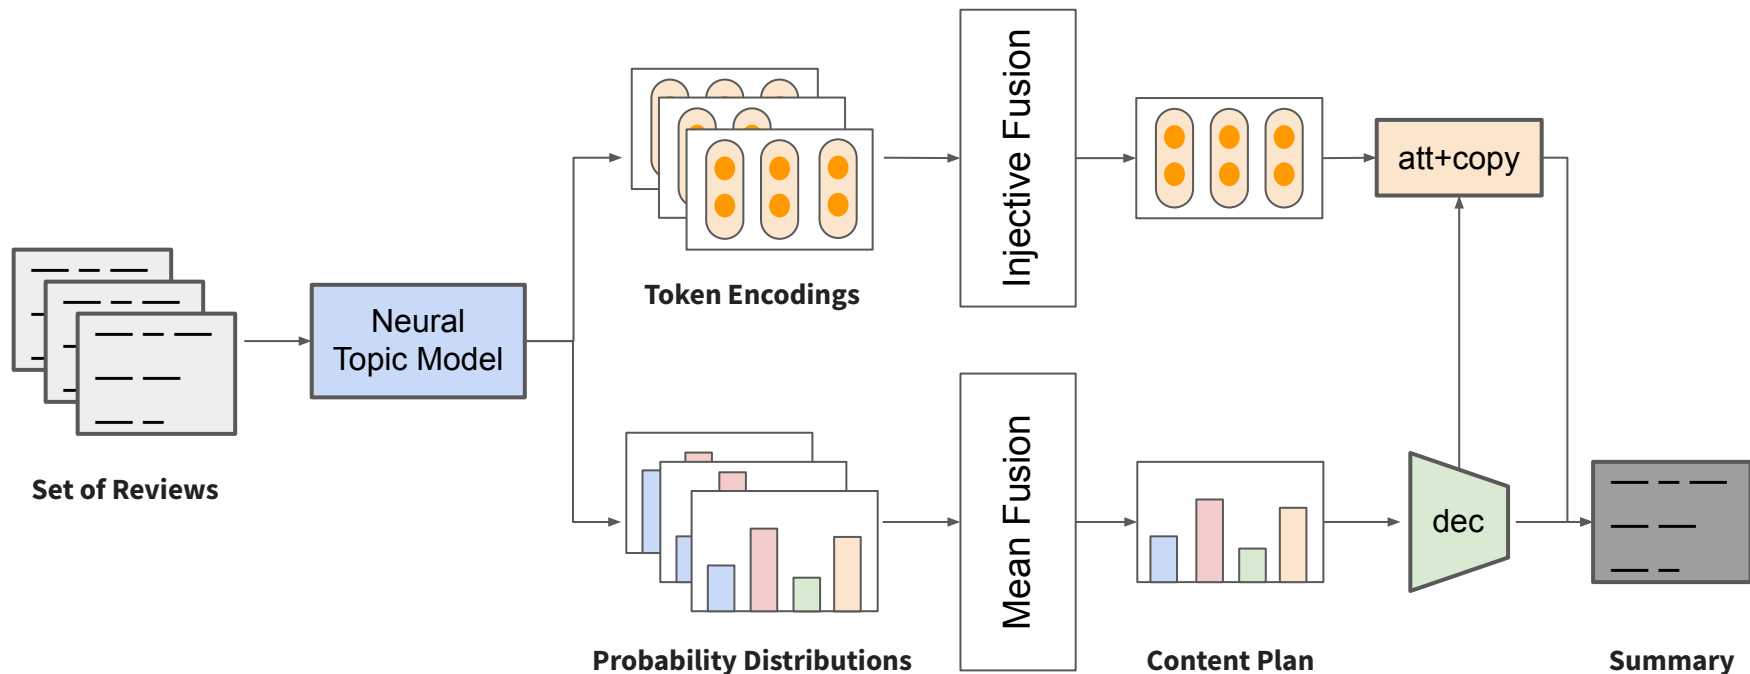 Set of Reviews
Neural
Topic Model
Token Encodings
Injective Fusion
att+copy
Probability Distributions
Mean Fusion
Content Plan
dec
Summary